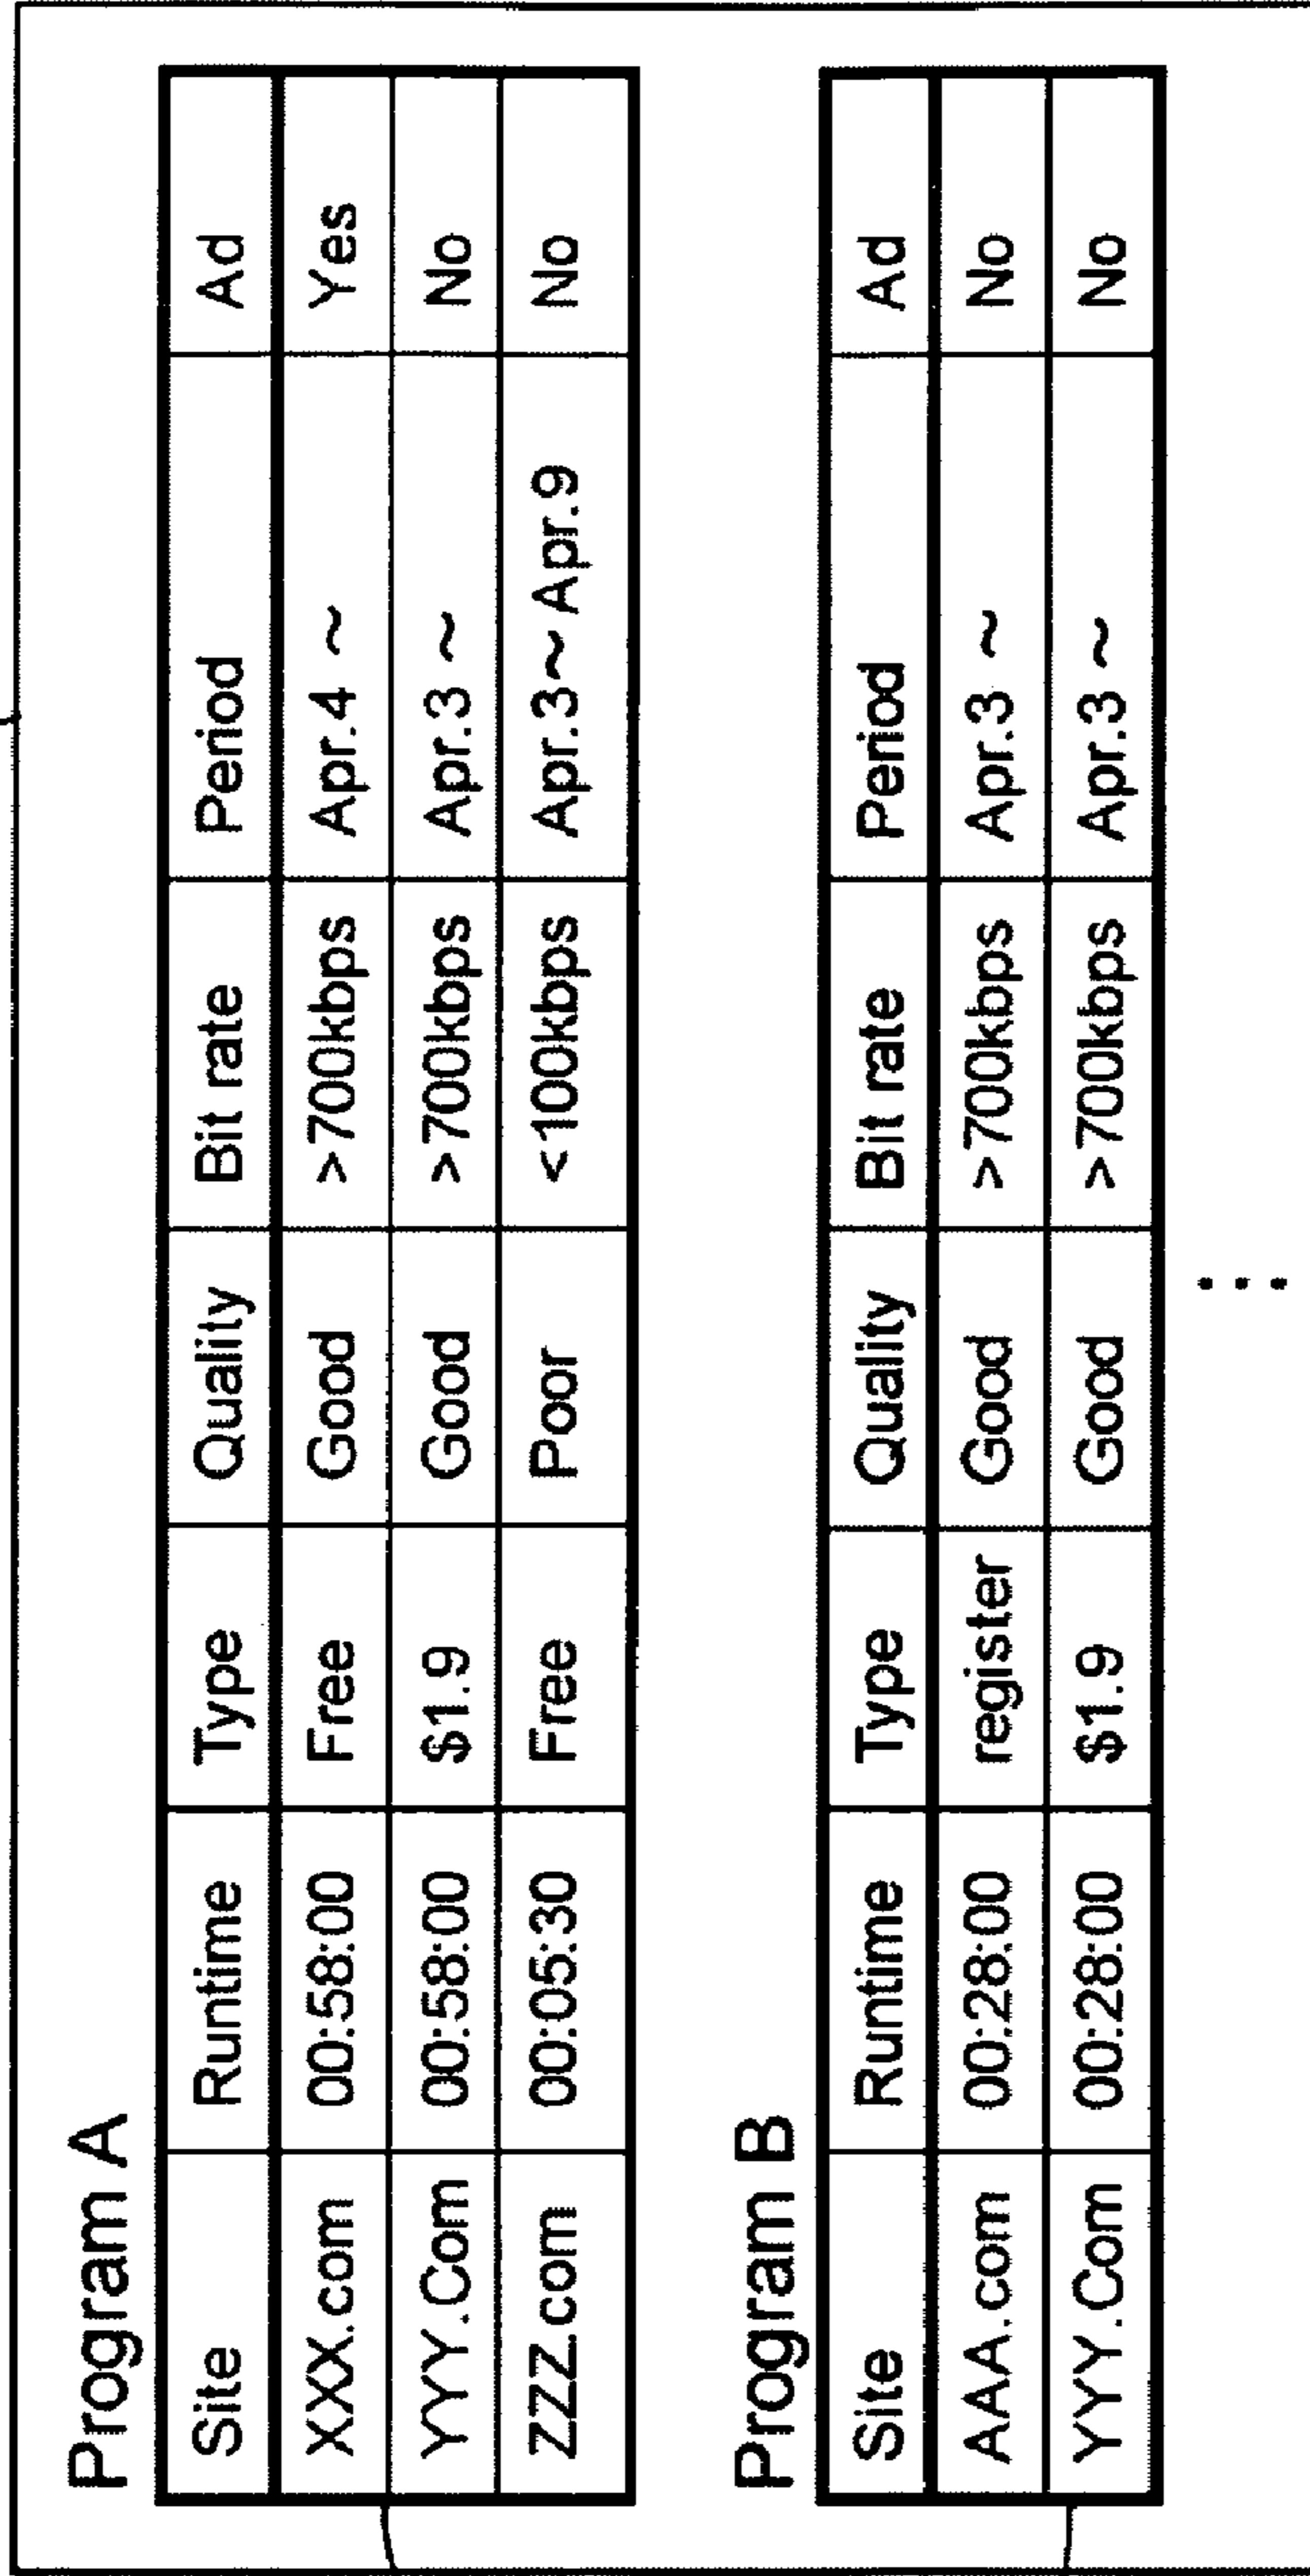 Program A
Site Runtime Type Quality Bit rate Period Ad
XXX.com 00:58:00 Free Good >700kbps Apr.4 ~ Yes
YYY.Com 00:58:00 $1.9 Good >700kbps Apr.3 ~ No
ZZZ.com 00:05:30 Free Poor <100kbps Apr.3~ Apr.9 No
Program B
Site Runtime Type Quality Bit rate Period Ad
AAA.com 00:28:00 register Good >700kbps Apr.3 ~ No
YYY.Com 00:28:00 $1.9 Good >700kbps Apr.3 ~ No
...